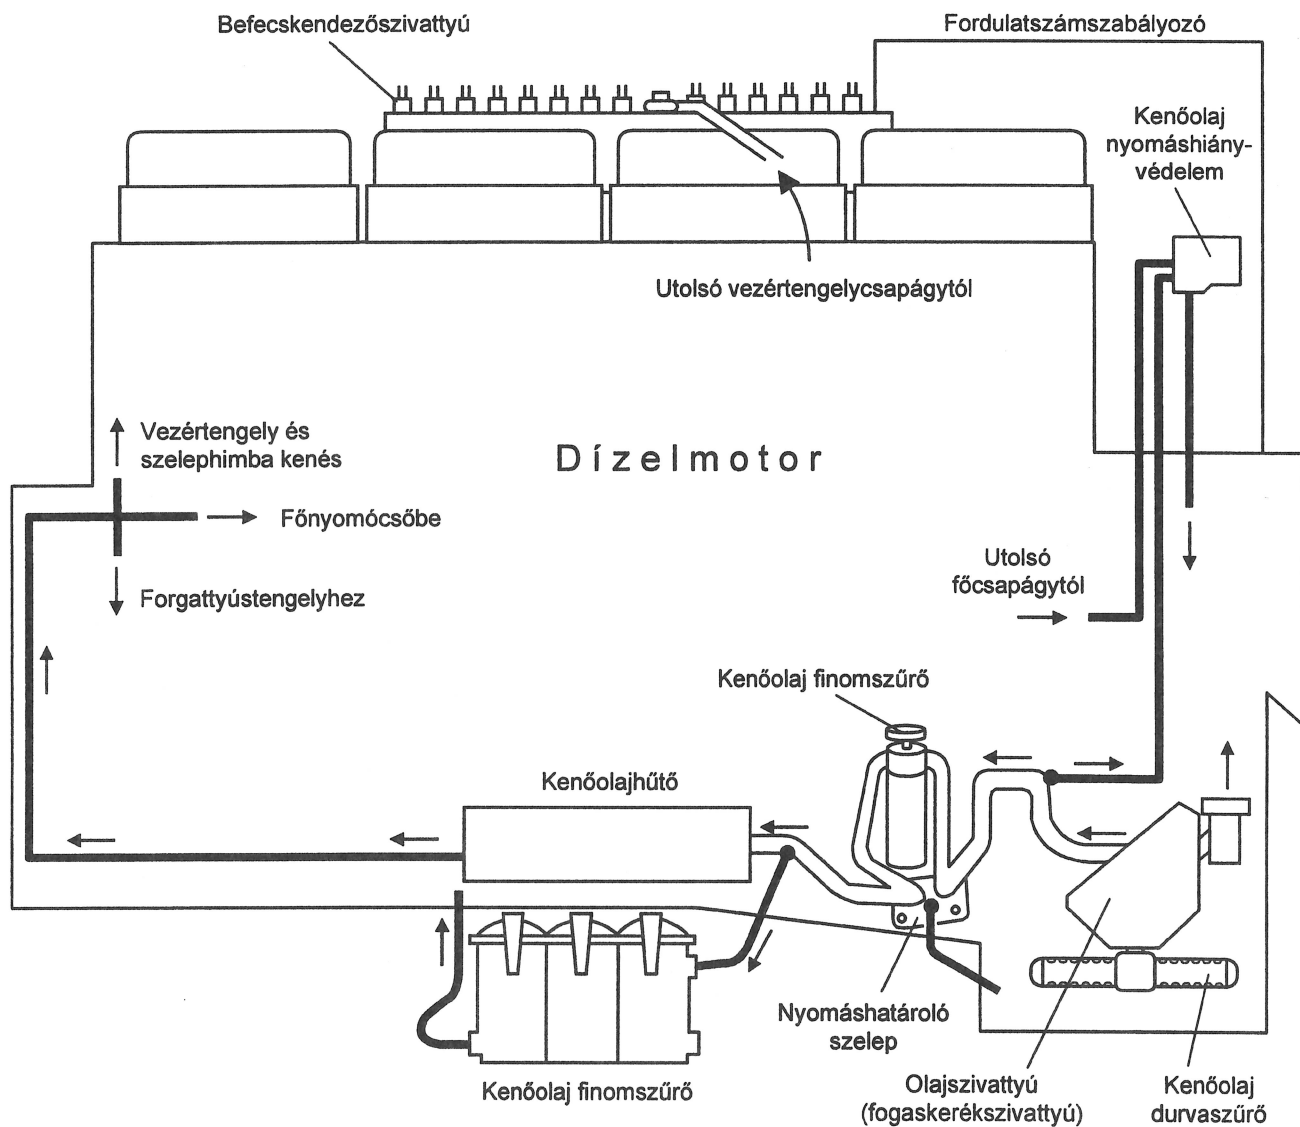 Befecskendezőszivattyú
Fordulatszámszabályozó
Kenőolaj
nyomáshiány-
védelem
Utolsó vezértengelycsapágytól
Vezértengely és
szelephimba kenés
Dízelmotor
Főnyomócsőbe
Forgattyústengelyhez
Utolsó
főcsapágytól
Kenőolaj finomszűrő
Kenőolajhűtő
Nyomáshatároló
szelep
Kenőolaj finomszűrő
Olajszivattyú
(fogaskerékszivattyú)
Kenőolaj
durvaszűrő